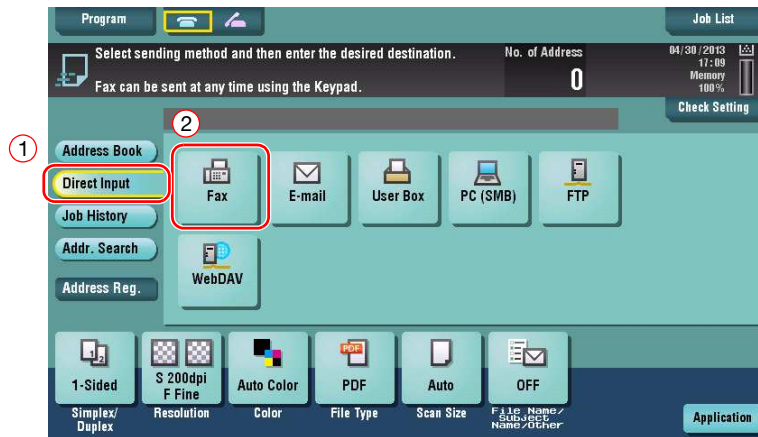 Program
Job List
Select sending method and then enter the desired destination.
No. of Address
04/30/2013
17:09
Fax can be sent at any time using the Keypad.
0
Memory
100%
Check Setting
1
2
Address Book
Direct Input
Fax
E-mail
User Box
PC (SMB)
FTP
Job History
Addr. Search
WebDAV
Address Reg.
1-Sided
S 200dpi
F Fine
Auto Color
PDF
PDF
Auto
OFF
Simplex/
Duplex
Resolution
Color
File Type
Scan Size
File Name/
Subject
Name/Other
Application